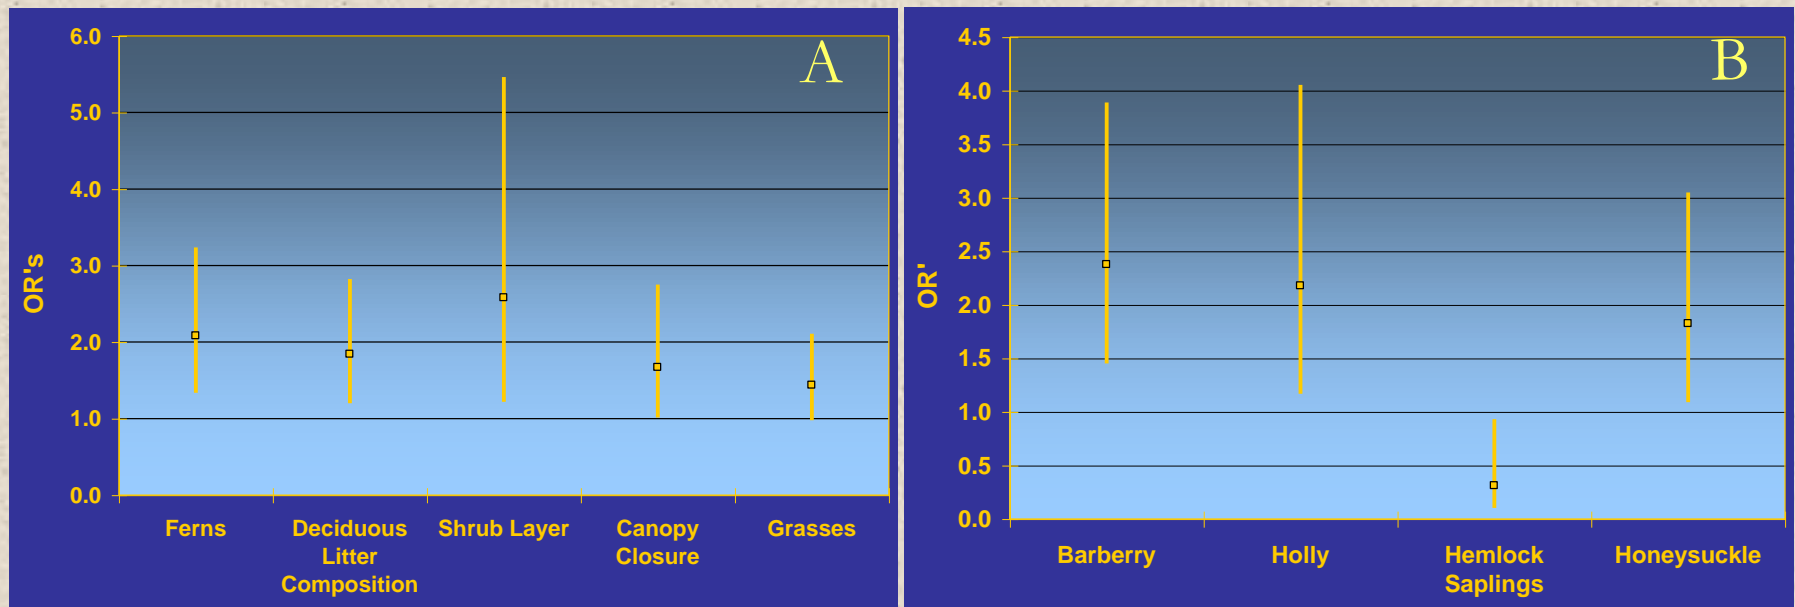 A
6.0
5.0
4.0
3.0
2.0
1.0
0.0
OR's
Ferns
Deciduous
Litter
Composition
Shrub Layer
Canopy
Closure
Grasses
B
4.5
4.0
3.5
3.0
2.5
2.0
1.5
1.0
0.5
0.0
OR'
Barberry
Holly
Hemlock
Saplings
Honeysuckle